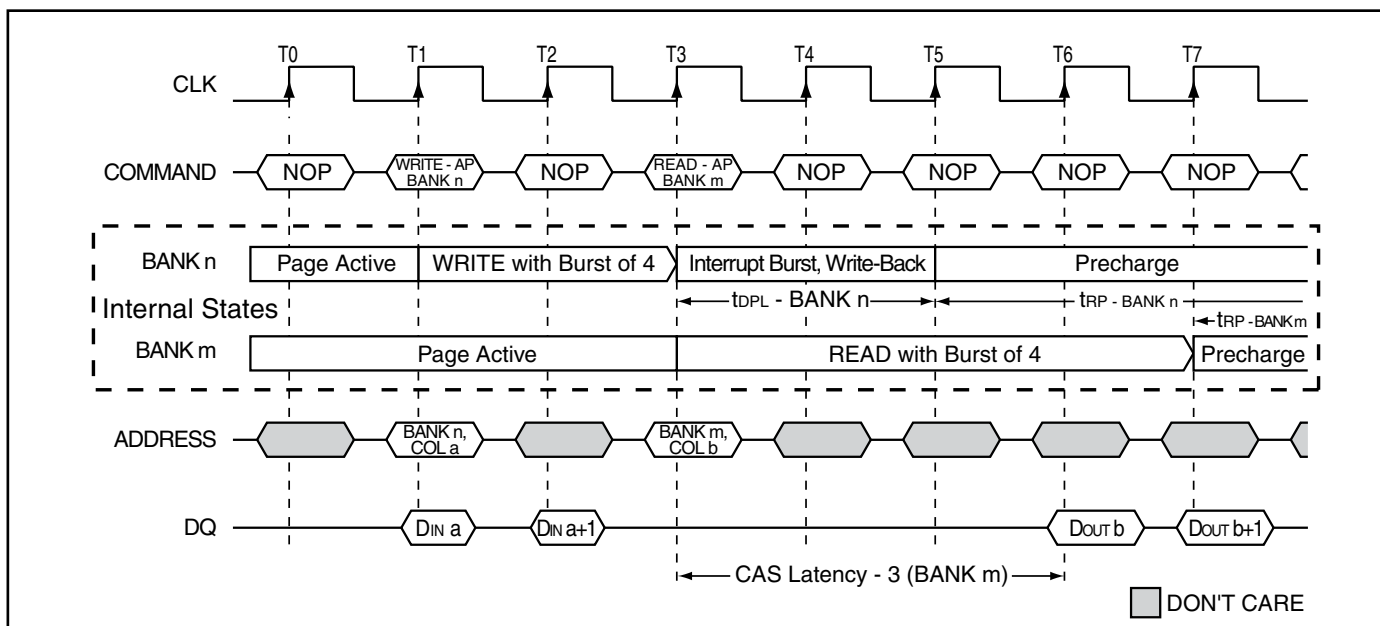 T0 T1 T2 T3 T4 T5 T6 T7
CLK
COMMAND NOP WRITE - AP BANK n NOP READ - AP BANK m NOP NOP NOP NOP
BANK n Page Active WRITE with Burst of 4 Interrupt Burst, Write-Back Precharge
tDPL - BANK n tRP - BANK n
Internal States
tRP - BANK m
BANK m Page Active READ with Burst of 4 Precharge
ADDRESS BANK n, COL a BANK m, COL b
DQ DIN a DIN a+1 DOUT b DOUT b+1
CAS Latency - 3 (BANK m)
DON'T CARE